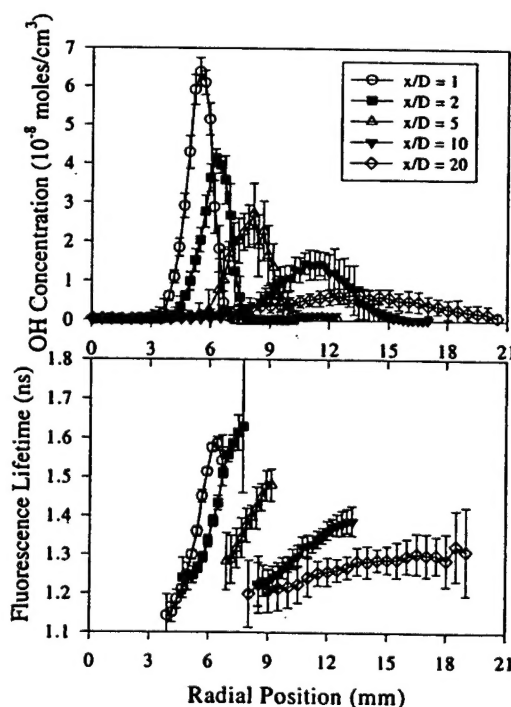 OH Concentration (10⁻⁸ moles/cm³)
7
6
5
4
3
2
1
0
x/D = 1
x/D = 2
x/D = 5
x/D = 10
x/D = 20
0 3 6 9 12 15 18 21
Fluorescence Lifetime (ns)
1.8
1.7
1.6
1.5
1.4
1.3
1.2
1.1
0 3 6 9 12 15 18 21
Radial Position (mm)